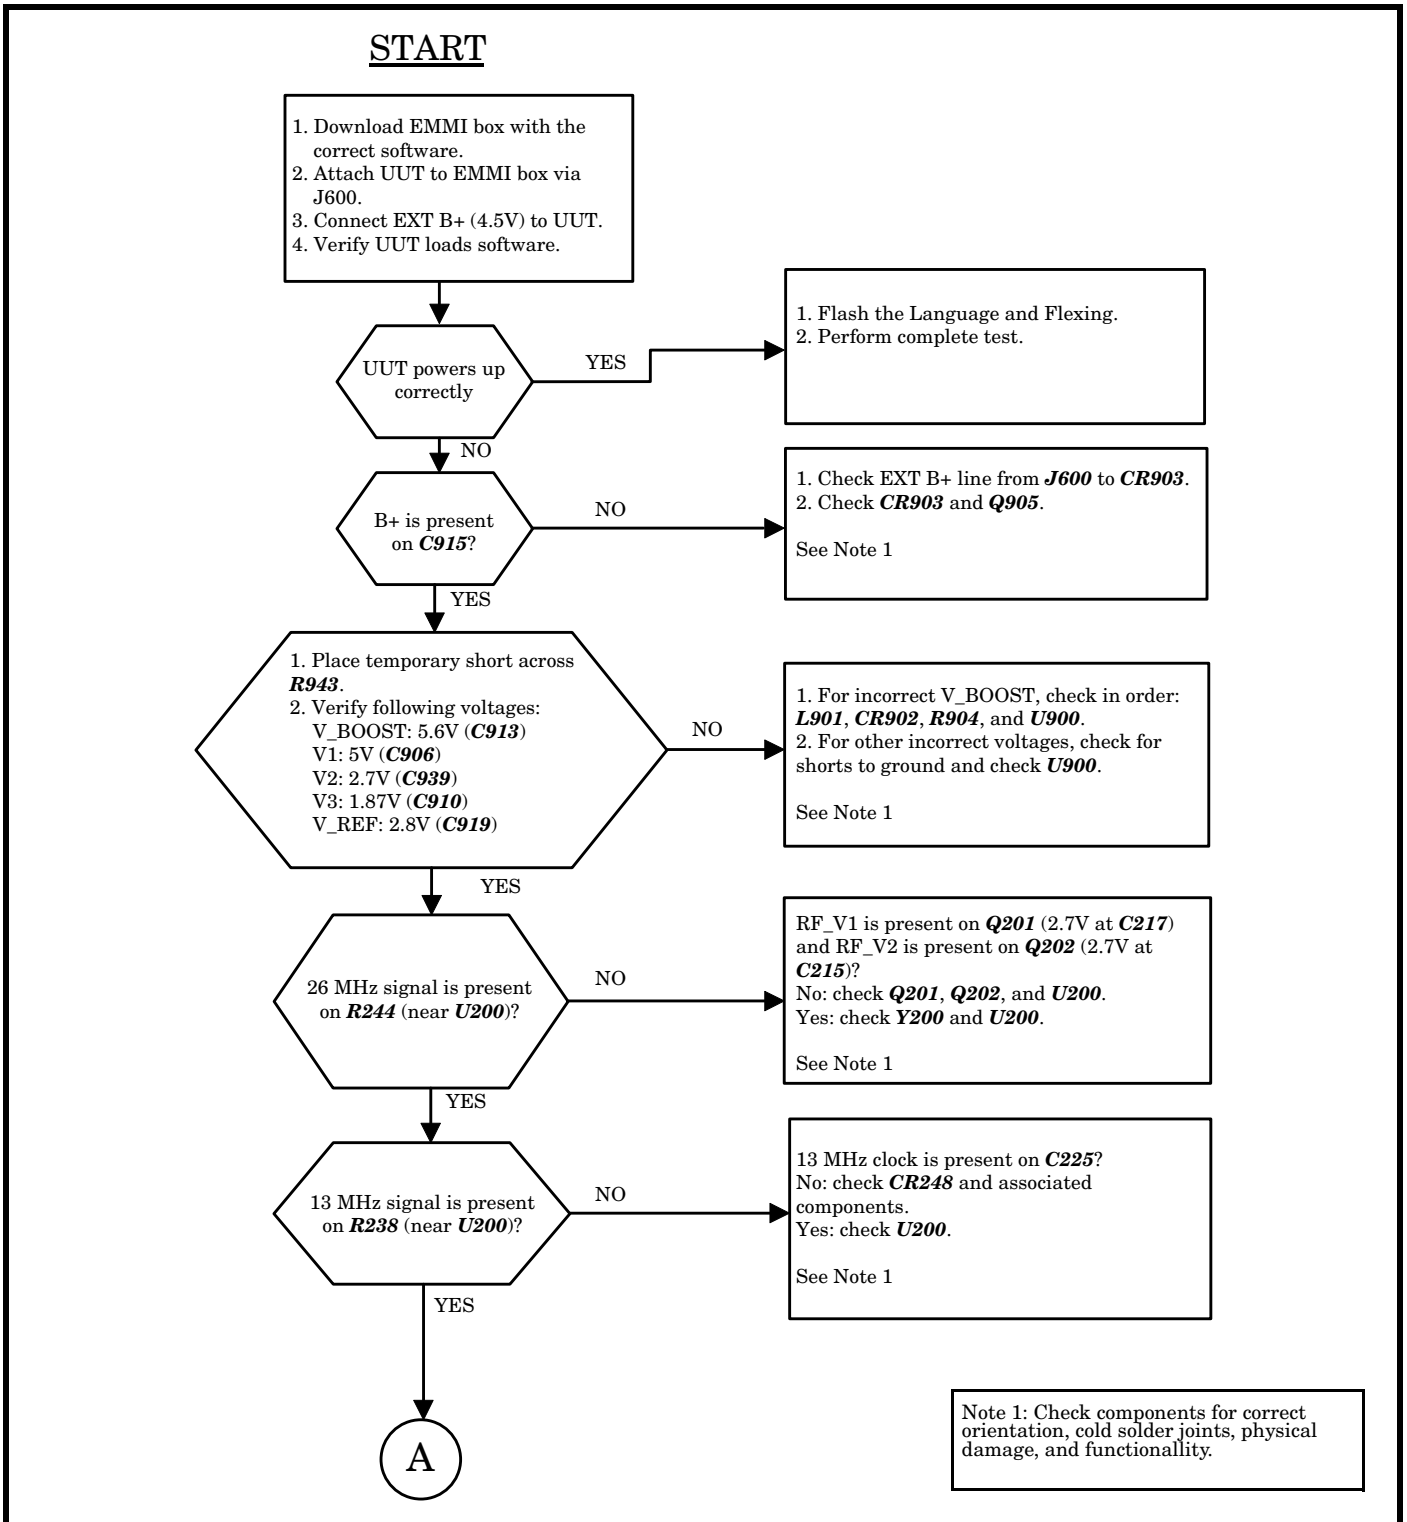 START
1. Download EMMI box with the
correct software.
2. Attach UUT to EMMI box via
J600.
3. Connect EXT B+ (4.5V) to UUT.
4. Verify UUT loads software.
UUT powers up
correctly
YES
1. Flash the Language and Flexing.
2. Perform complete test.
NO
B+ is present
on C915?
NO
1. Check EXT B+ line from J600 to CR903.
2. Check CR903 and Q905.
See Note 1
YES
1. Place temporary short across
R943.
2. Verify following voltages:
V_BOOST: 5.6V (C913)
V1: 5V (C906)
V2: 2.7V (C939)
V3: 1.87V (C910)
V_REF: 2.8V (C919)
NO
1. For incorrect V_BOOST, check in order:
L901, CR902, R904, and U900.
2. For other incorrect voltages, check for
shorts to ground and check U900.
See Note 1
YES
26 MHz signal is present
on R244 (near U200)?
NO
RF_V1 is present on Q201 (2.7V at C217)
and RF_V2 is present on Q202 (2.7V at
C215)?
No: check Q201, Q202, and U200.
Yes: check Y200 and U200.
See Note 1
YES
13 MHz signal is present
on R238 (near U200)?
NO
13 MHz clock is present on C225?
No: check CR248 and associated
components.
Yes: check U200.
See Note 1
YES
A
Note 1: Check components for correct
orientation, cold solder joints, physical
damage, and functionallity.